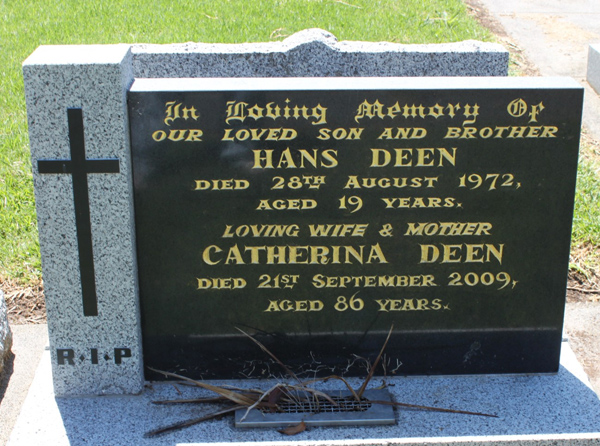 In Loving Memory Of
OUR LOVED SON AND BROTHER
HANS DEEN
DIED 28TH AUGUST 1972,
AGED 19 YEARS.
LOVING WIFE & MOTHER
CATHERINA DEEN
DIED 21ST SEPTEMBER 2009,
AGED 86 YEARS.
R.I.P